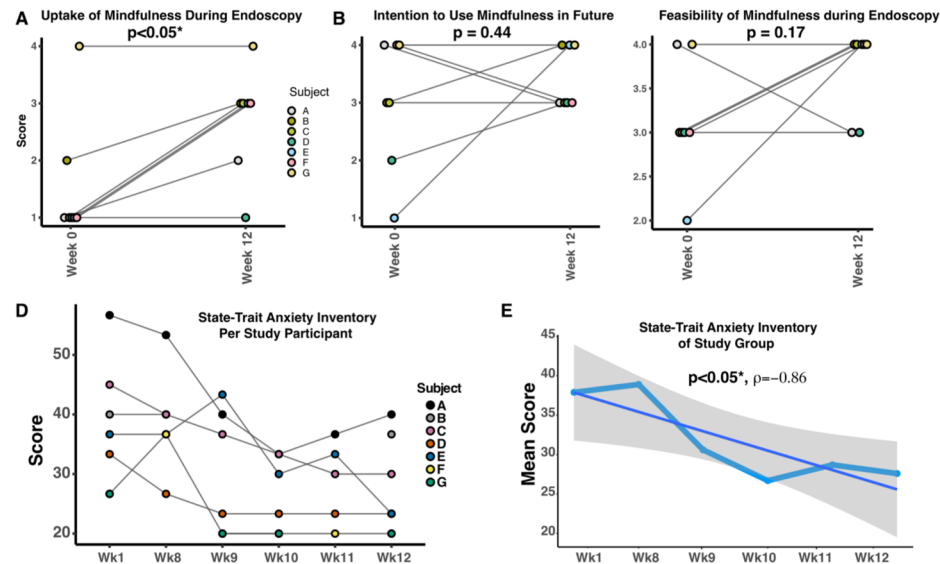 A Uptake of Mindfulness During Endoscopy
p<0.05*
Score
4
3
2
1
Week 0
Week 12
Subject
A
B
C
D
E
F
G
B Intention to Use Mindfulness in Future
p = 0.44
4
3
2
1
Week 0
Week 12
Feasibility of Mindfulness during Endoscopy
p = 0.17
4.0
3.5
3.0
2.5
2.0
Week 0
Week 12
D
State-Trait Anxiety Inventory
Per Study Participant
Score
50
40
30
20
Wk1 Wk8 Wk9 Wk10 Wk11 Wk12
Subject
A
B
C
D
E
F
G
E
State-Trait Anxiety Inventory
of Study Group
p<0.05*, ρ=−0.86
Mean Score
45
40
35
30
25
20
Wk1 Wk8 Wk9 Wk10 Wk11 Wk12